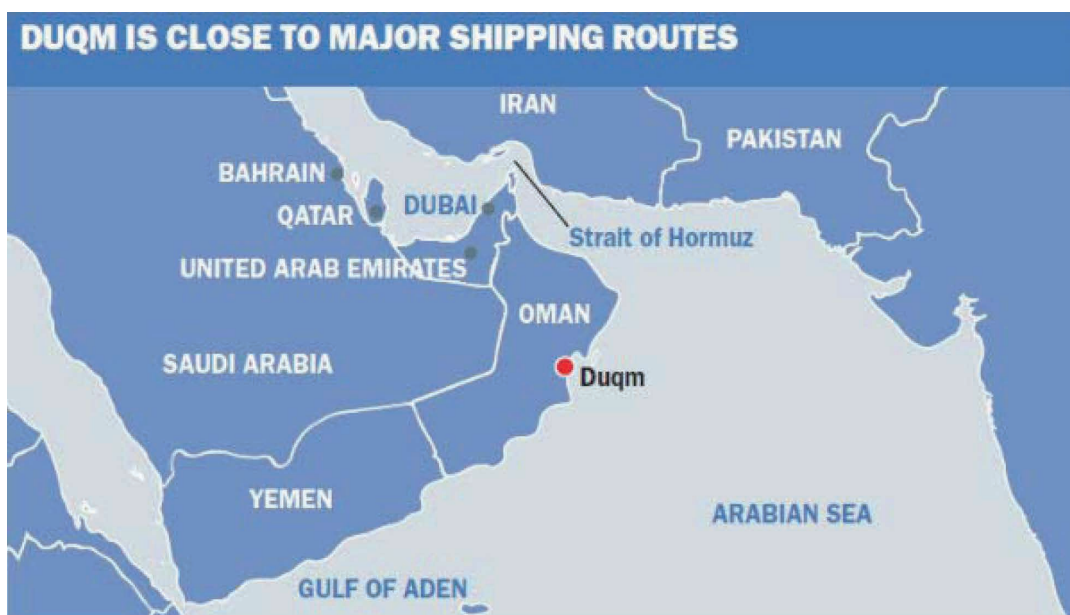 DUQM IS CLOSE TO MAJOR SHIPPING ROUTES
IRAN
PAKISTAN
BAHRAIN
QATAR
DUBAI
Strait of Hormuz
UNITED ARAB EMIRATES
OMAN
SAUDI ARABIA
Duqm
YEMEN
ARABIAN SEA
GULF OF ADEN